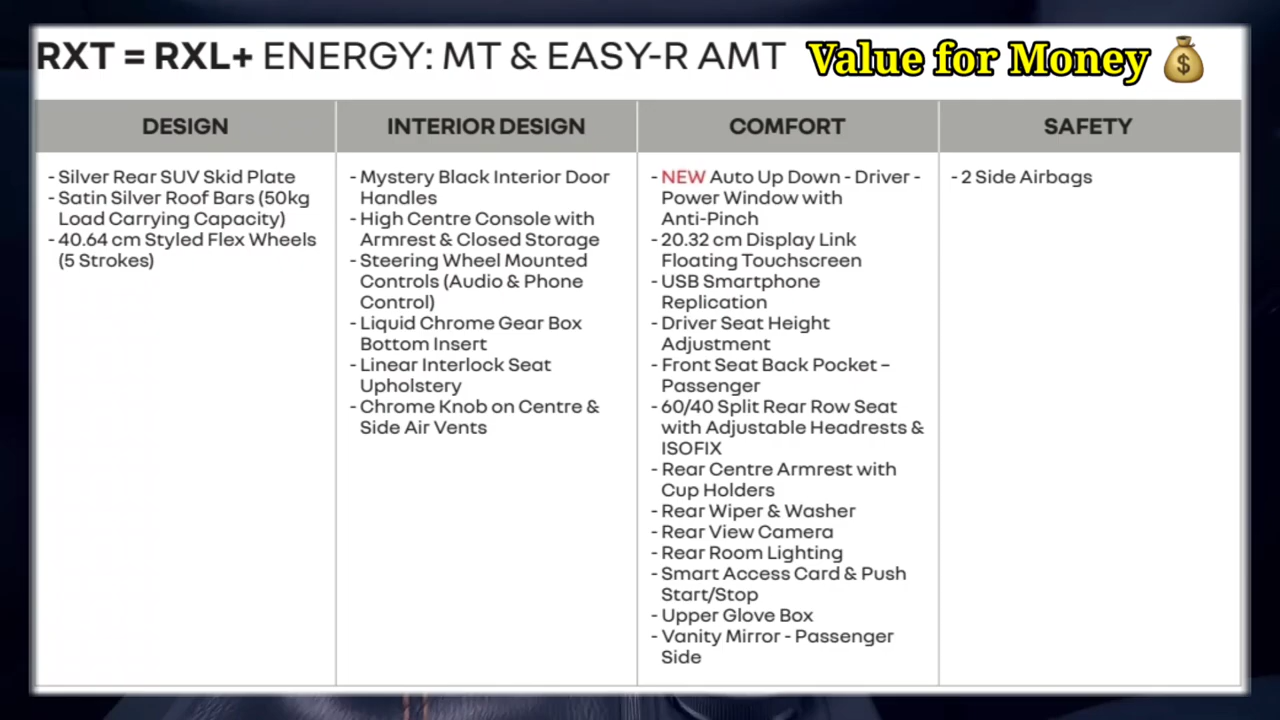 RXT = RXL+ ENERGY: MT & EASY-R AMT Value for Money
DESIGN
- Silver Rear SUV Skid Plate
- Satin Silver Roof Bars (50kg
Load Carrying Capacity)
- 40.64 cm Styled Flex Wheels
(5 Strokes)
INTERIOR DESIGN
- Mystery Black Interior Door
Handles
- High Centre Console with
Armrest & Closed Storage
- Steering Wheel Mounted
Controls (Audio & Phone
Control)
- Liquid Chrome Gear Box
Bottom Insert
- Linear Interlock Seat
Upholstery
- Chrome Knob on Centre &
Side Air Vents
COMFORT
- NEW Auto Up Down - Driver -
Power Window with
Anti-Pinch
- 20.32 cm Display Link
Floating Touchscreen
- USB Smartphone
Replication
- Driver Seat Height
Adjustment
- Front Seat Back Pocket –
Passenger
- 60/40 Split Rear Row Seat
with Adjustable Headrests &
ISOFIX
- Rear Centre Armrest with
Cup Holders
- Rear Wiper & Washer
- Rear View Camera
- Rear Room Lighting
- Smart Access Card & Push
Start/Stop
- Upper Glove Box
- Vanity Mirror - Passenger
Side
SAFETY
- 2 Side Airbags